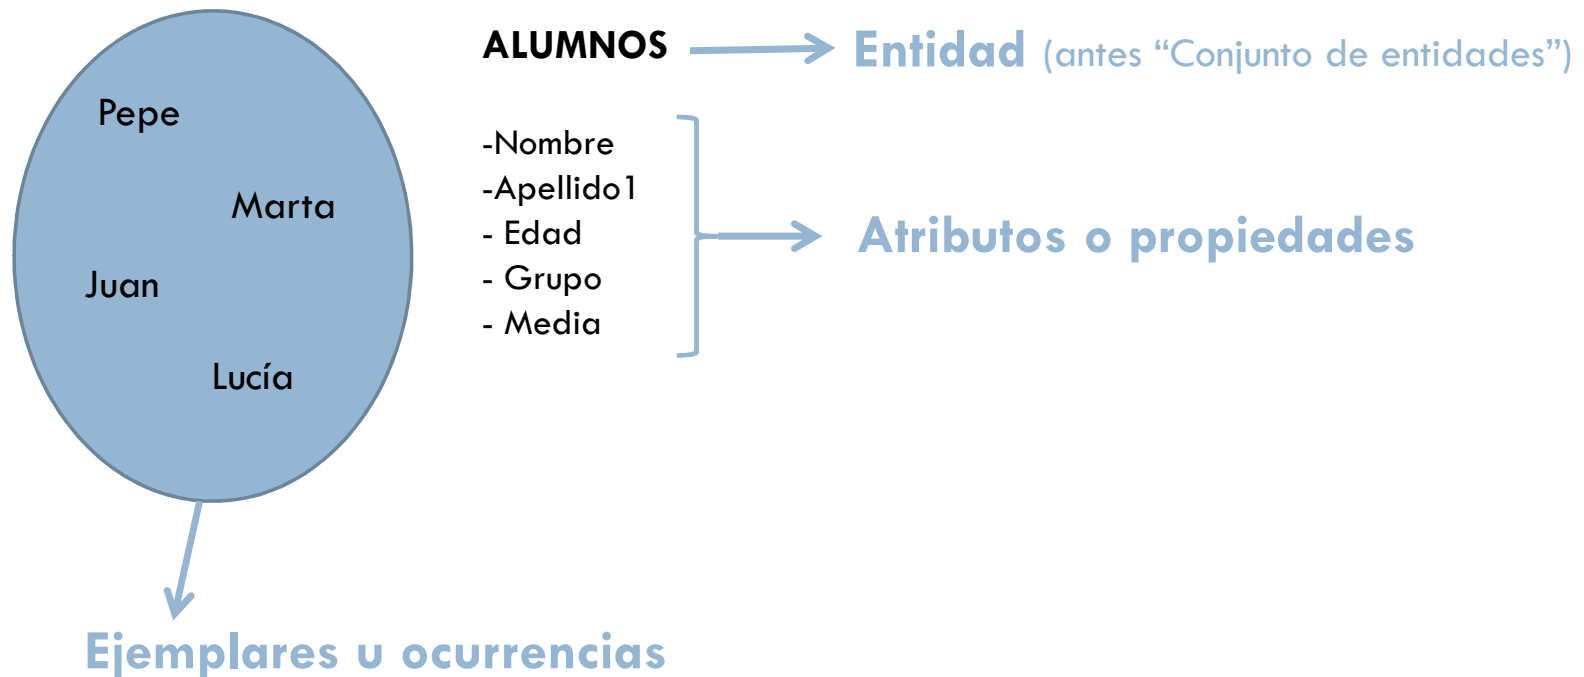 ALUMNOS
Entidad (antes “Conjunto de entidades”)
Pepe
Marta
Juan
Lucía
-Nombre
-Apellido1
- Edad
- Grupo
- Media
Atributos o propiedades
Ejemplares u ocurrencias